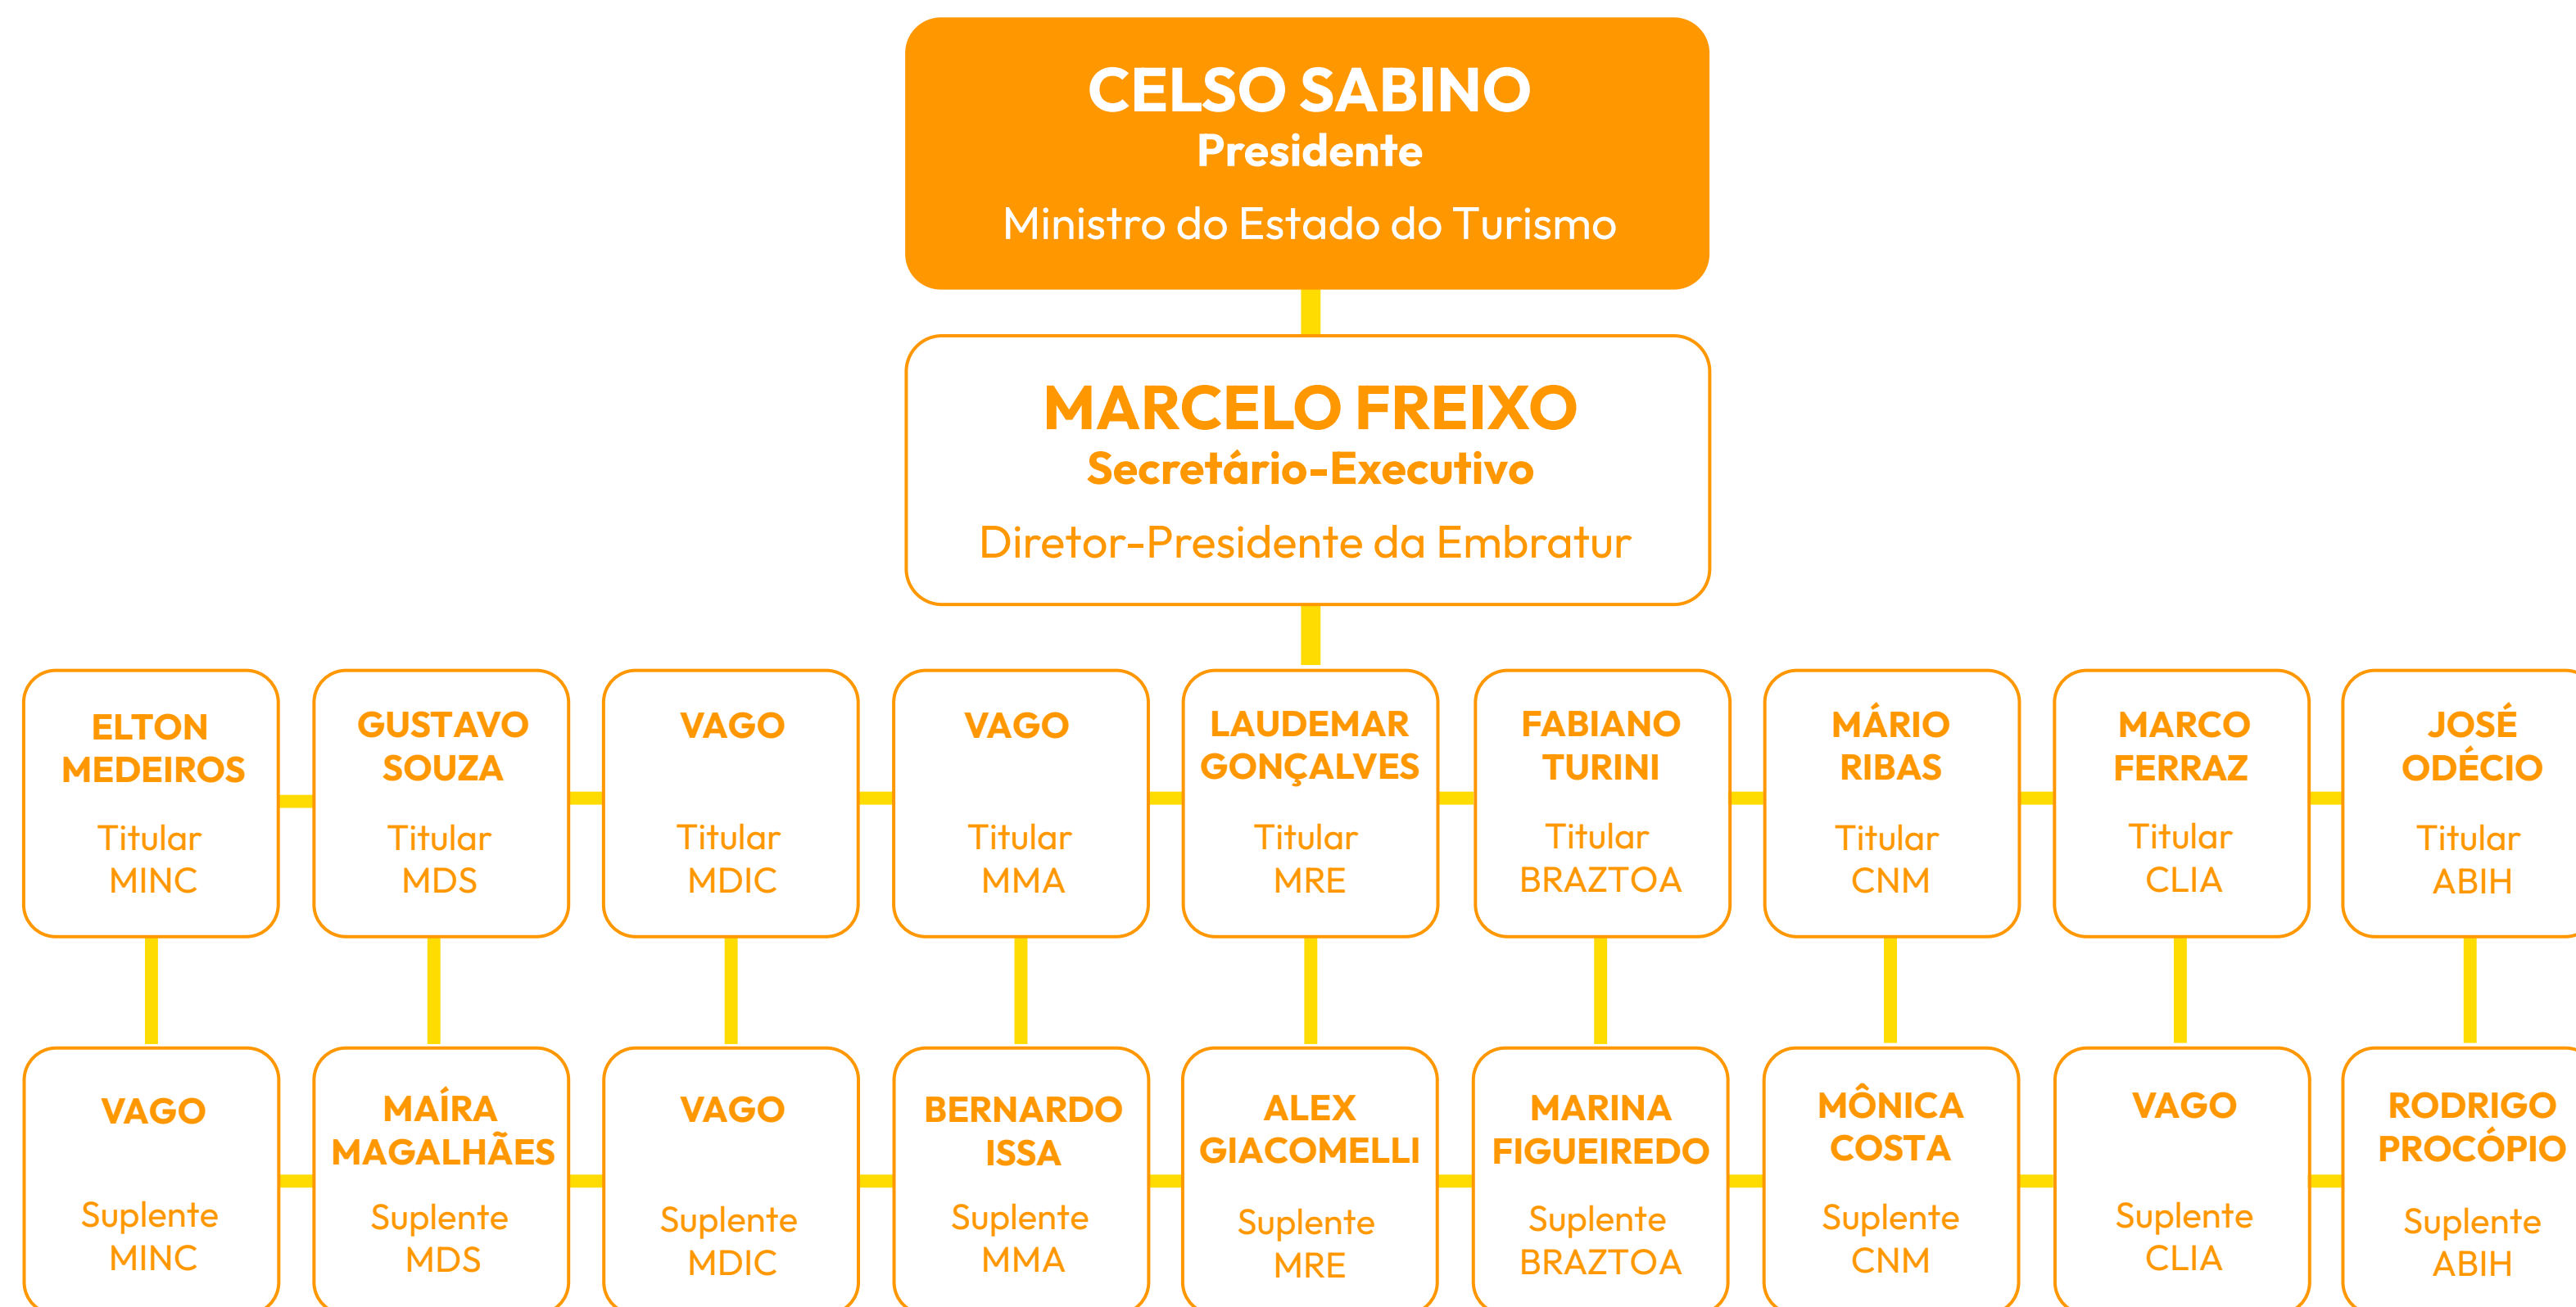 CELSO SABINO
Presidente
Ministro do Estado do Turismo
MARCELO FREIXO
Secretário-Executivo
Diretor-Presidente da Embratur
ELTON
MEDEIROS
Titular
MINC
GUSTAVO
SOUZA
Titular
MDS
VAGO
Titular
MDIC
VAGO
Titular
MMA
LAUDEMAR
GONÇALVES
Titular
MRE
FABIANO
TURINI
Titular
BRAZTOA
MÁRIO
RIBAS
Titular
CNM
MARCO
FERRAZ
Titular
CLIA
JOSÉ
ODÉCIO
Titular
ABIH
VAGO
Suplente
MINC
MAÍRA
MAGALHÃES
Suplente
MDS
VAGO
Suplente
MDIC
BERNARDO
ISSA
Suplente
MMA
ALEX
GIACOMELLI
Suplente
MRE
MARINA
FIGUEIREDO
Suplente
BRAZTOA
MÔNICA
COSTA
Suplente
CNM
VAGO
Suplente
CLIA
RODRIGO
PROCÓPIO
Suplente
ABIH